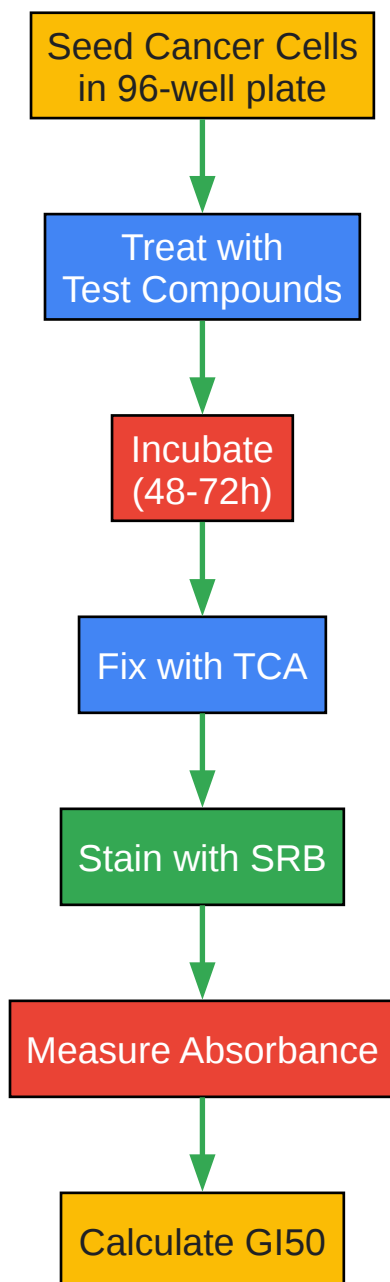 Seed Cancer Cells
in 96-well plate
Treat with
Test Compounds
Incubate
(48-72h)
Fix with TCA
Stain with SRB
Measure Absorbance
Calculate GI50